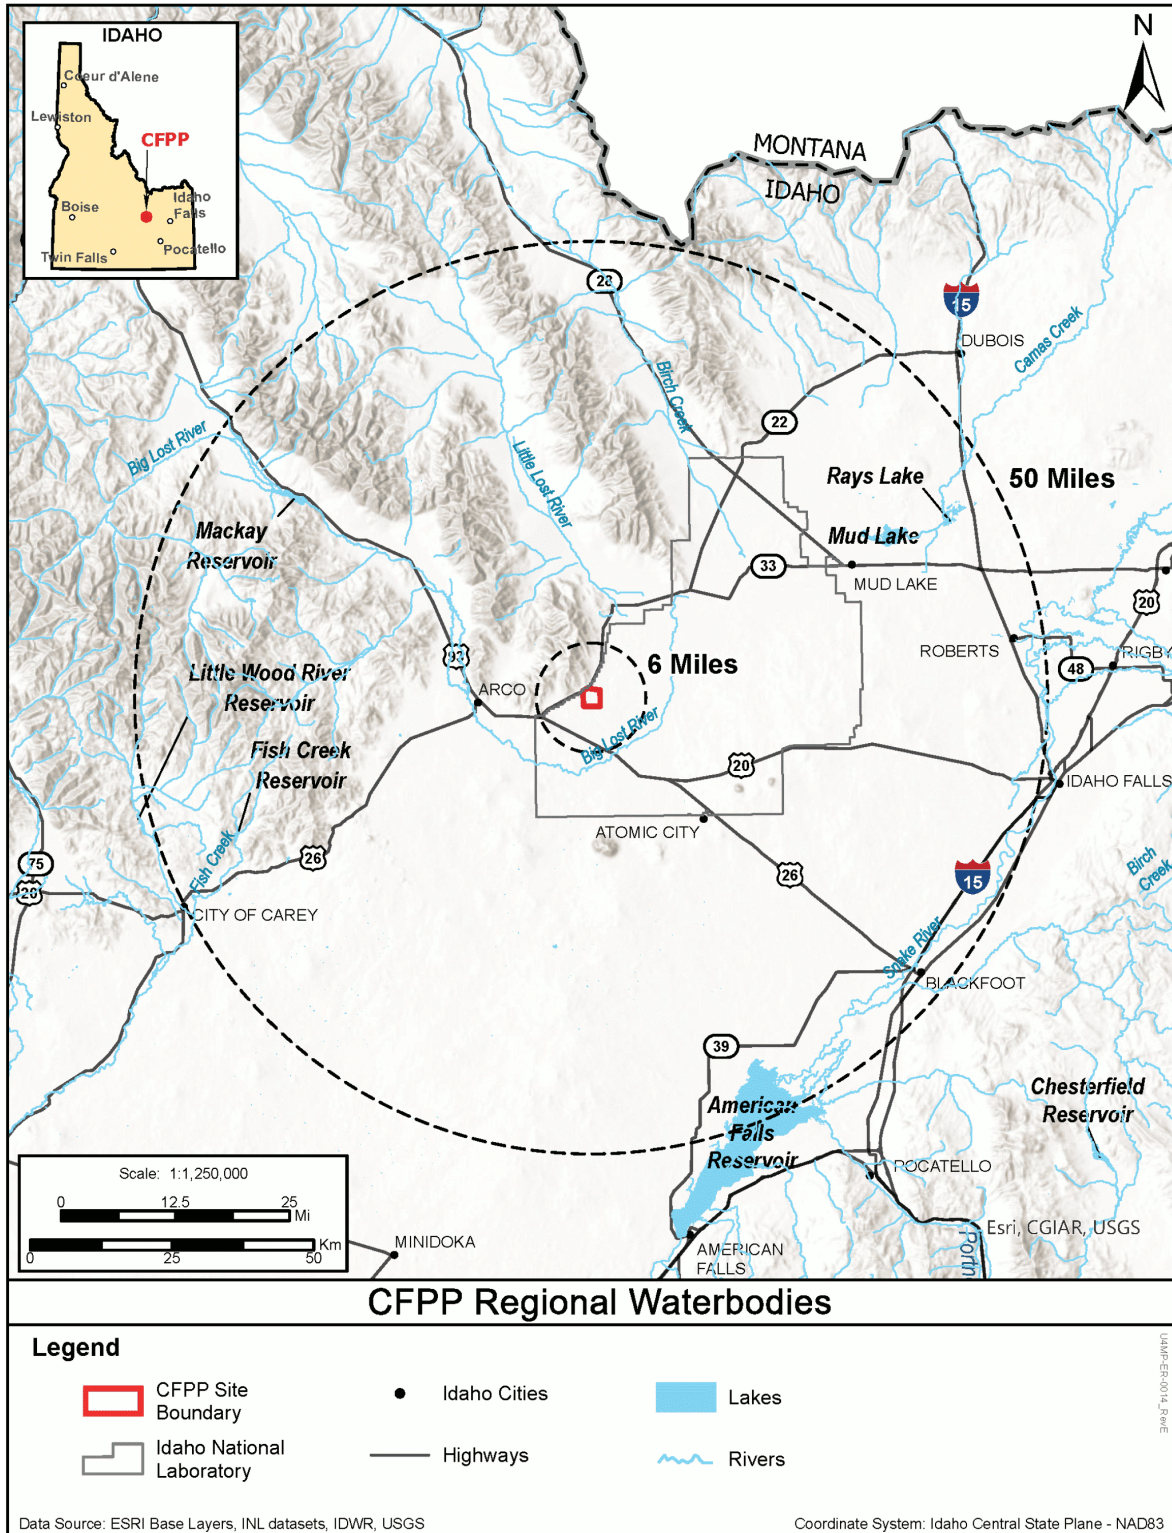 IDAHO
Coeur d'Alene
Lewiston
CFPP
Boise
Idaho
Falls
Twin Falls
Pocatello
N
MONTANA
IDAHO
28
15
DUBOIS
Camas Creek
Birch Creek
22
Big Lost River
Little Lost River
Rays Lake
50 Miles
Mackay
Reservoir
Mud Lake
33
MUD LAKE
20
ROBERTS
48
RIGBY
93
6 Miles
ARCO
Little Wood River
Reservoir
Big Lost River
Fish Creek
Reservoir
20
IDAHO FALLS
ATOMIC CITY
75
20
26
Fish Creek
26
15
Birch
Creek
CITY OF CAREY
Snake River
BLACKFOOT
39
American
Falls
Reservoir
Chesterfield
Reservoir
POCATELLO
Scale: 1:1,250,000
0 12.5 25
Mi
Km
0 25 50
MINIDOKA
AMERICAN
FALLS
Esri, CGIAR, USGS
Portn
CFPP Regional Waterbodies
Legend
CFPP Site
Boundary
Idaho Cities
Lakes
Idaho National
Laboratory
Highways
Rivers
U4MP-ER-0014_RevE
Data Source: ESRI Base Layers, INL datasets, IDWR, USGS
Coordinate System: Idaho Central State Plane - NAD83